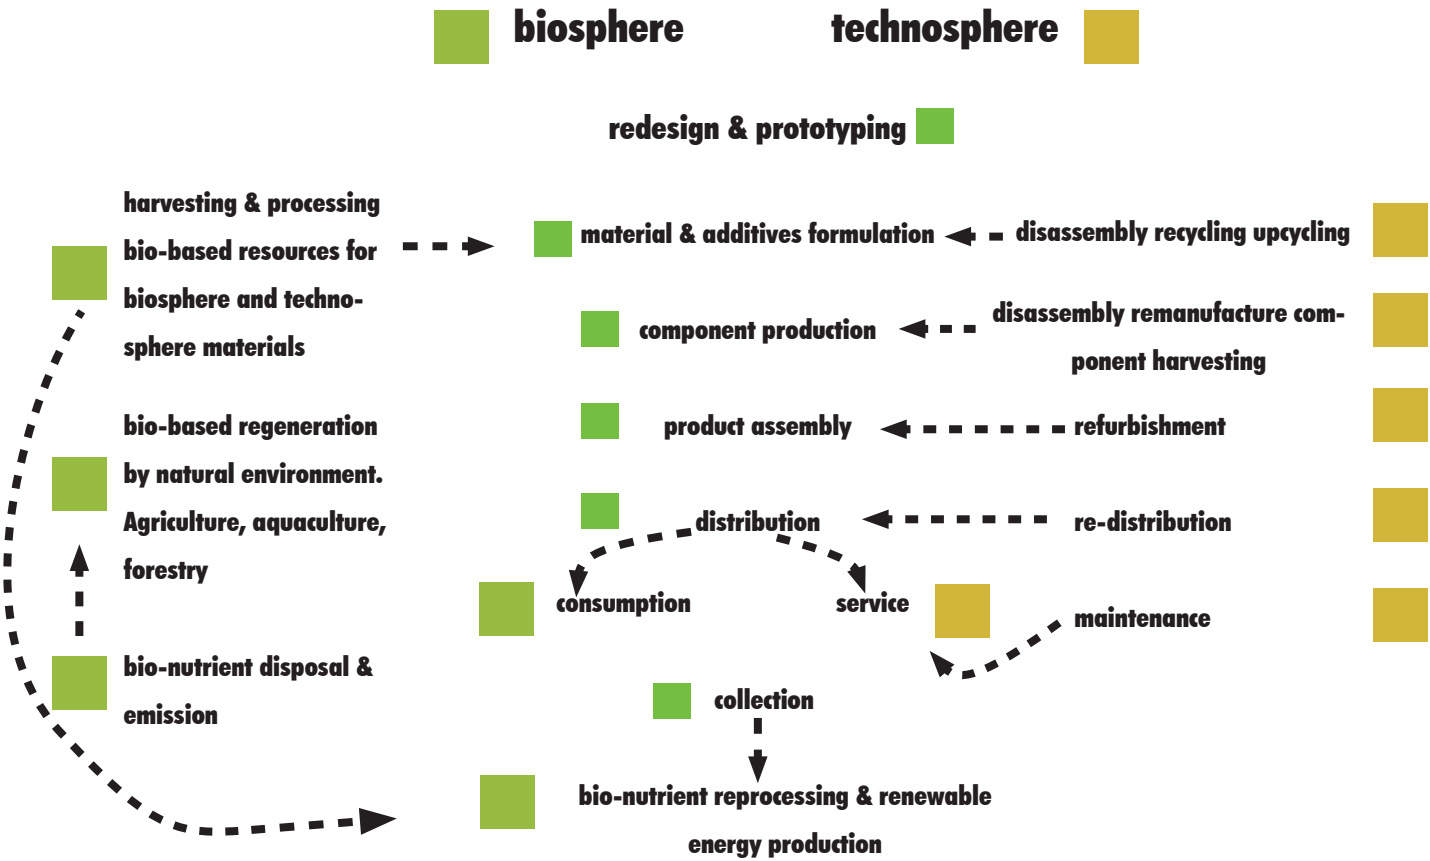 biosphere
technosphere
redesign & prototyping
harvesting & processing
bio-based resources for
biosphere and techno-
sphere materials
material & additives formulation
disassembly recycling upcycling
component production
disassembly remanufacture com-
ponent harvesting
bio-based regeneration
by natural environment.
Agriculture, aquaculture,
forestry
product assembly
refurbishment
distribution
re-distribution
consumption
service
maintenance
bio-nutrient disposal &
emission
collection
bio-nutrient reprocessing & renewable
energy production